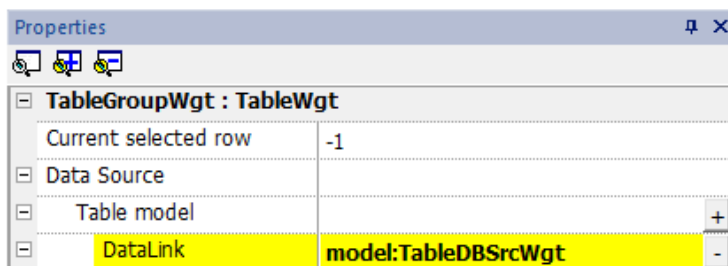 Properties
TableGroupWgt : TableWgt
Current selected row -1
Data Source
Table model +
DataLink model:TableDBSrcWgt -